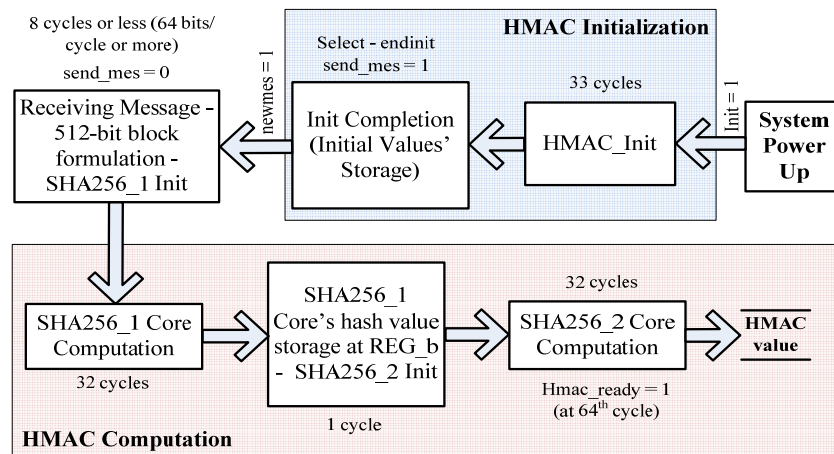 8 cycles or less (64 bits/
cycle or more)
send_mes = 0
Receiving Message -
512-bit block
formulation -
SHA256_1 Init
newmes = 1
HMAC Initialization
Select - endinit
send_mes = 1
Init Completion
(Initial Values'
Storage)
33 cycles
HMAC_Init
Init = 1
System
Power
Up
SHA256_1 Core
Computation
32 cycles
SHA256_1
Core's hash value
storage at REG_b
- SHA256_2 Init
1 cycle
32 cycles
SHA256_2 Core
Computation
Hmac_ready = 1
(at 64th cycle)
HMAC
value
HMAC Computation